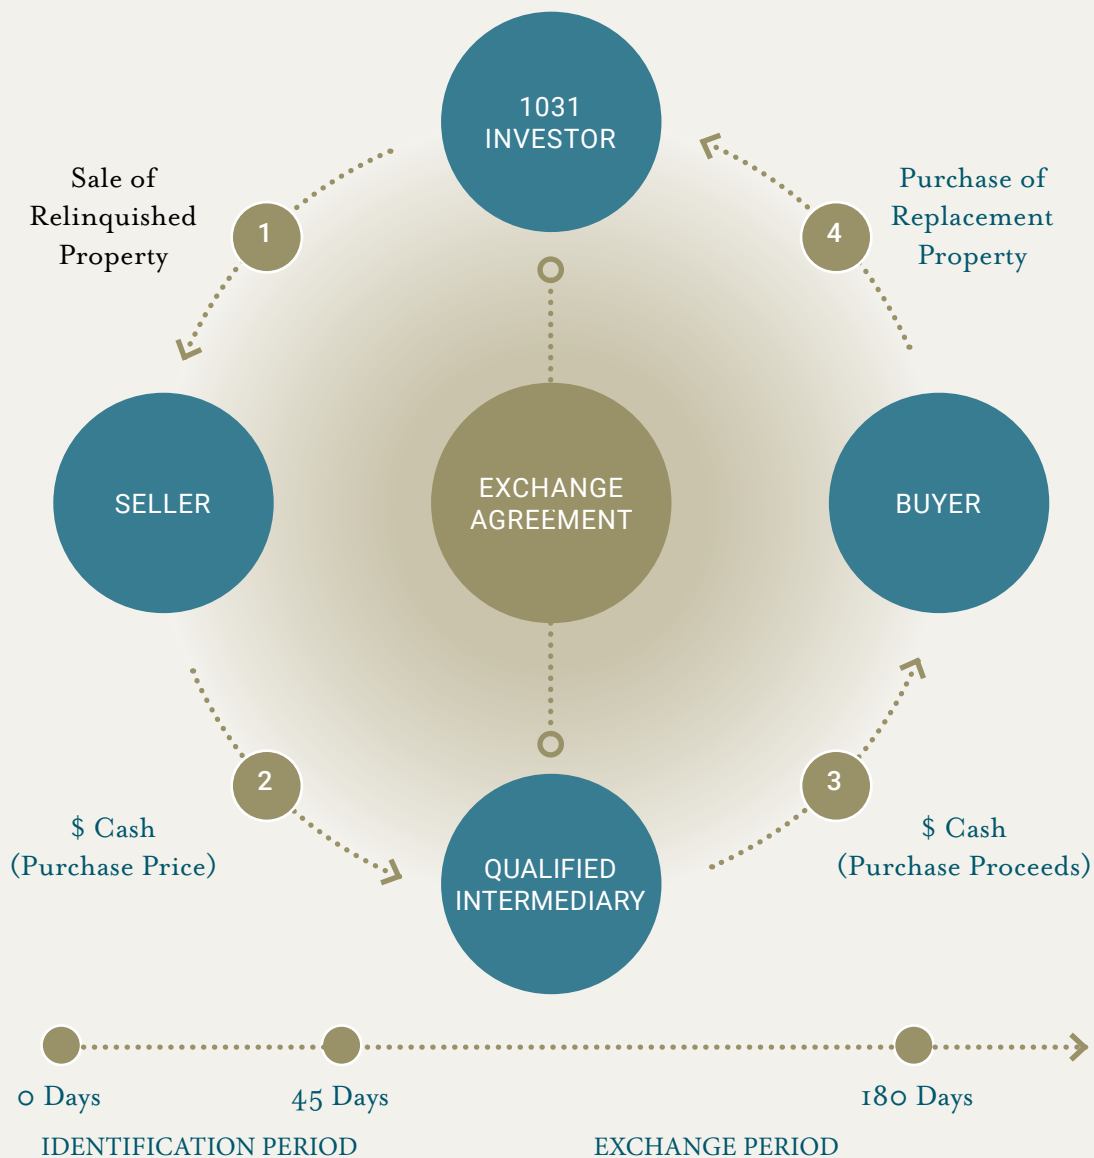 1031
INVESTOR
Sale of
Relinquished
Property
1
4
Purchase of
Replacement
Property
SELLER
EXCHANGE
AGREEMENT
BUYER
2
3
$ Cash
(Purchase Price)
QUALIFIED
INTERMEDIARY
$ Cash
(Purchase Proceeds)
0 Days
45 Days
180 Days
IDENTIFICATION PERIOD
EXCHANGE PERIOD